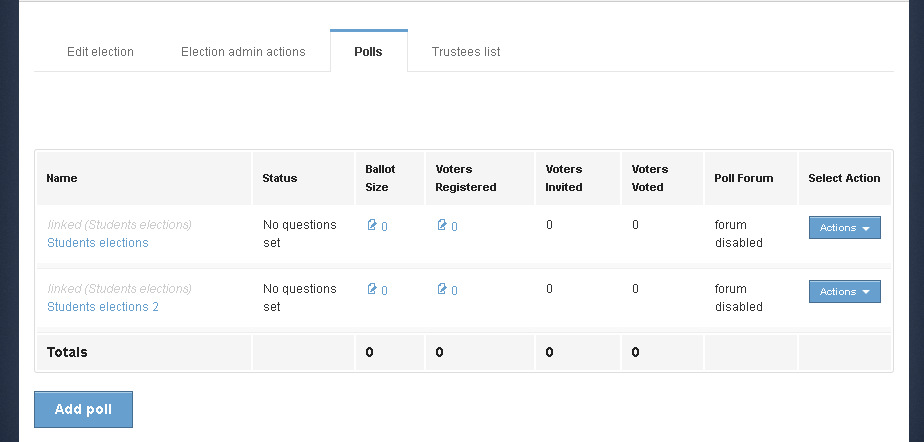 Edit election Election admin actions Polls Trustees list
Name Status Ballot Size Voters Registered Voters Invited Voters Voted Poll Forum Select Action
linked (Students elections)
Students elections
No questions
set
0 0 0 0
forum
disabled
Actions
linked (Students elections)
Students elections 2
No questions
set
0 0 0 0
forum
disabled
Actions
Totals 0 0 0 0
Add poll